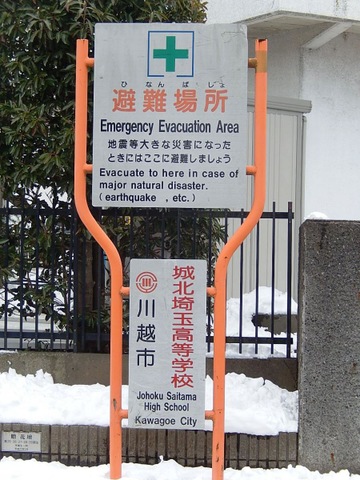 ひなんばしょ
避難場所
Emergency Evacuation Area
地震等大きな災害になった
ときにはここに避難しましょう
Evacuate to here in case of
major natural disaster.
(earthquake , etc.)
城北埼玉高等学校
川越市
Johoku Saitama
High School
Kawagoe City